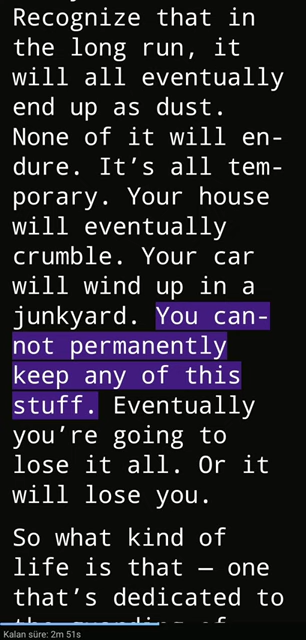 Recognize that in
the long run, it
will all eventually
end up as dust.
None of it will en-
dure. It's all tem-
porary. Your house
will eventually
crumble. Your car
will wind up in a
junkyard. You can-
not permanently
keep any of this
stuff. Eventually
you're going to
lose it all. Or it
will lose you.
So what kind of
life is that — one
that's dedicated to
Kalan süre: 2m 51s